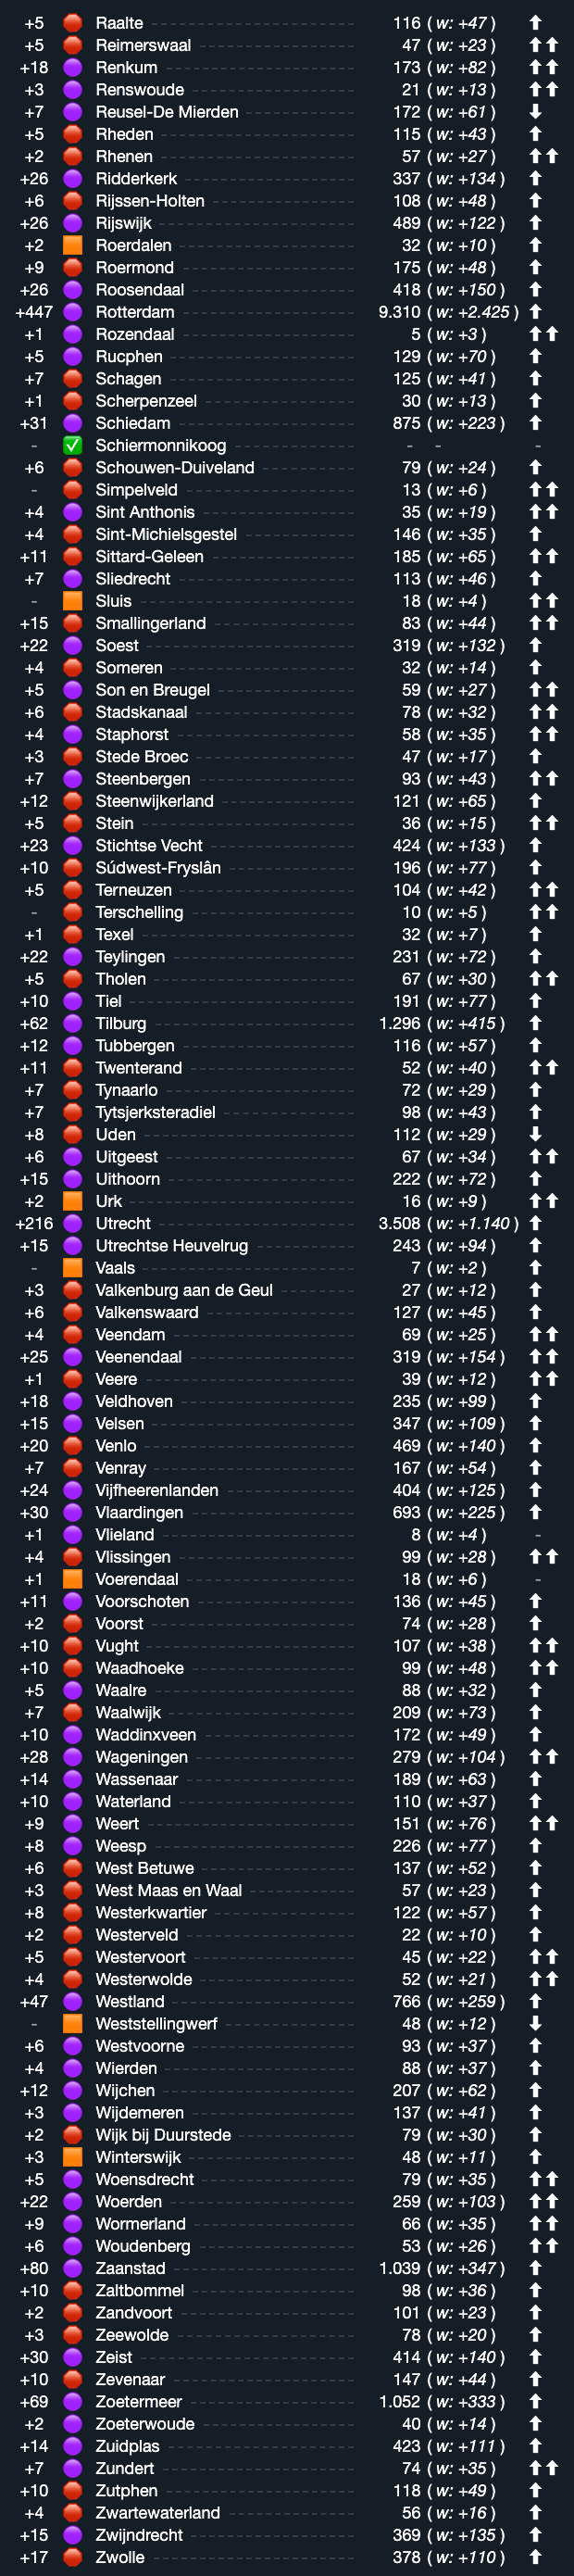 +5 Raalte 116 ( w: +47 )
+5 Reimerswaal 47 ( w: +23 )
+18 Renkum 173 ( w: +82 )
+3 Renswoude 21 ( w: +13 )
+7 Reusel-De Mierden 172 ( w: +61 )
+5 Rheden 115 ( w: +43 )
+2 Rhenen 57 ( w: +27 )
+26 Ridderkerk 337 ( w: +134 )
+6 Rijssen-Holten 108 ( w: +48 )
+26 Rijswijk 489 ( w: +122 )
+2 Roerdalen 32 ( w: +10 )
+9 Roermond 175 ( w: +48 )
+26 Roosendaal 418 ( w: +150 )
+447 Rotterdam 9.310 ( w: +2.425 )
+1 Rozendaal 5 ( w: +3 )
+5 Rucphen 129 ( w: +70 )
+7 Schagen 125 ( w: +41 )
+1 Scherpenzeel 30 ( w: +13 )
+31 Schiedam 875 ( w: +223 )
- Schiermonnikoog - - -
+6 Schouwen-Duiveland 79 ( w: +24 )
- Simpelveld 13 ( w: +6 )
+4 Sint Anthonis 35 ( w: +19 )
+4 Sint-Michielsgestel 146 ( w: +35 )
+11 Sittard-Geleen 185 ( w: +65 )
+7 Sliedrecht 113 ( w: +46 )
- Sluis 18 ( w: +4 )
+15 Smallingerland 83 ( w: +44 )
+22 Soest 319 ( w: +132 )
+4 Someren 32 ( w: +14 )
+5 Son en Breugel 59 ( w: +27 )
+6 Stadskanaal 78 ( w: +32 )
+4 Staphorst 58 ( w: +35 )
+3 Stede Broec 47 ( w: +17 )
+7 Steenbergen 93 ( w: +43 )
+12 Steenwijkerland 121 ( w: +65 )
+5 Stein 36 ( w: +15 )
+23 Stichtse Vecht 424 ( w: +133 )
+10 Súdwest-Fryslân 196 ( w: +77 )
+5 Terneuzen 104 ( w: +42 )
- Terschelling 10 ( w: +5 )
+1 Texel 32 ( w: +7 )
+22 Teylingen 231 ( w: +72 )
+5 Tholen 67 ( w: +30 )
+10 Tiel 191 ( w: +77 )
+62 Tilburg 1.296 ( w: +415 )
+12 Tubbergen 116 ( w: +57 )
+11 Twenterand 52 ( w: +40 )
+7 Tynaarlo 72 ( w: +29 )
+7 Tytsjerksteradiel 98 ( w: +43 )
+8 Uden 112 ( w: +29 )
+6 Uitgeest 67 ( w: +34 )
+15 Uithoorn 222 ( w: +72 )
+2 Urk 16 ( w: +9 )
+216 Utrecht 3.508 ( w: +1.140 )
+15 Utrechtse Heuvelrug 243 ( w: +94 )
- Vaals 7 ( w: +2 )
+3 Valkenburg aan de Geul 27 ( w: +12 )
+6 Valkenswaard 127 ( w: +45 )
+4 Veendam 69 ( w: +25 )
+25 Veenendaal 319 ( w: +154 )
+1 Veere 39 ( w: +12 )
+18 Veldhoven 235 ( w: +99 )
+15 Velsen 347 ( w: +109 )
+20 Venlo 469 ( w: +140 )
+7 Venray 167 ( w: +54 )
+24 Vijfheerenlanden 404 ( w: +125 )
+30 Vlaardingen 693 ( w: +225 )
+1 Vlieland 8 ( w: +4 ) -
+4 Vlissingen 99 ( w: +28 )
+1 Voerendaal 18 ( w: +6 ) -
+11 Voorschoten 136 ( w: +45 )
+2 Voorst 74 ( w: +28 )
+10 Vught 107 ( w: +38 )
+10 Waadhoeke 99 ( w: +48 )
+5 Waalre 88 ( w: +32 )
+7 Waalwijk 209 ( w: +73 )
+10 Waddinxveen 172 ( w: +49 )
+28 Wageningen 279 ( w: +104 )
+14 Wassenaar 189 ( w: +63 )
+10 Waterland 110 ( w: +37 )
+9 Weert 151 ( w: +76 )
+8 Weesp 226 ( w: +77 )
+6 West Betuwe 137 ( w: +52 )
+3 West Maas en Waal 57 ( w: +23 )
+8 Westerkwartier 122 ( w: +57 )
+2 Westerveld 22 ( w: +10 )
+5 Westervoort 45 ( w: +22 )
+4 Westerwolde 52 ( w: +21 )
+47 Westland 766 ( w: +259 )
- Weststellingwerf 48 ( w: +12 )
+6 Westvoorne 93 ( w: +37 )
+4 Wierden 88 ( w: +37 )
+12 Wijchen 207 ( w: +62 )
+3 Wijdemeren 137 ( w: +41 )
+2 Wijk bij Duurstede 79 ( w: +30 )
+3 Winterswijk 48 ( w: +11 )
+5 Woensdrecht 79 ( w: +35 )
+22 Woerden 259 ( w: +103 )
+9 Wormerland 66 ( w: +35 )
+6 Woudenberg 53 ( w: +26 )
+80 Zaanstad 1.039 ( w: +347 )
+10 Zaltbommel 98 ( w: +36 )
+2 Zandvoort 101 ( w: +23 )
+3 Zeewolde 78 ( w: +20 )
+30 Zeist 414 ( w: +140 )
+10 Zevenaar 147 ( w: +44 )
+69 Zoetermeer 1.052 ( w: +333 )
+2 Zoeterwoude 40 ( w: +14 )
+14 Zuidplas 423 ( w: +111 )
+7 Zundert 74 ( w: +35 )
+10 Zutphen 118 ( w: +49 )
+4 Zwartewaterland 56 ( w: +16 )
+15 Zwijndrecht 369 ( w: +135 )
+17 Zwolle 378 ( w: +110 )